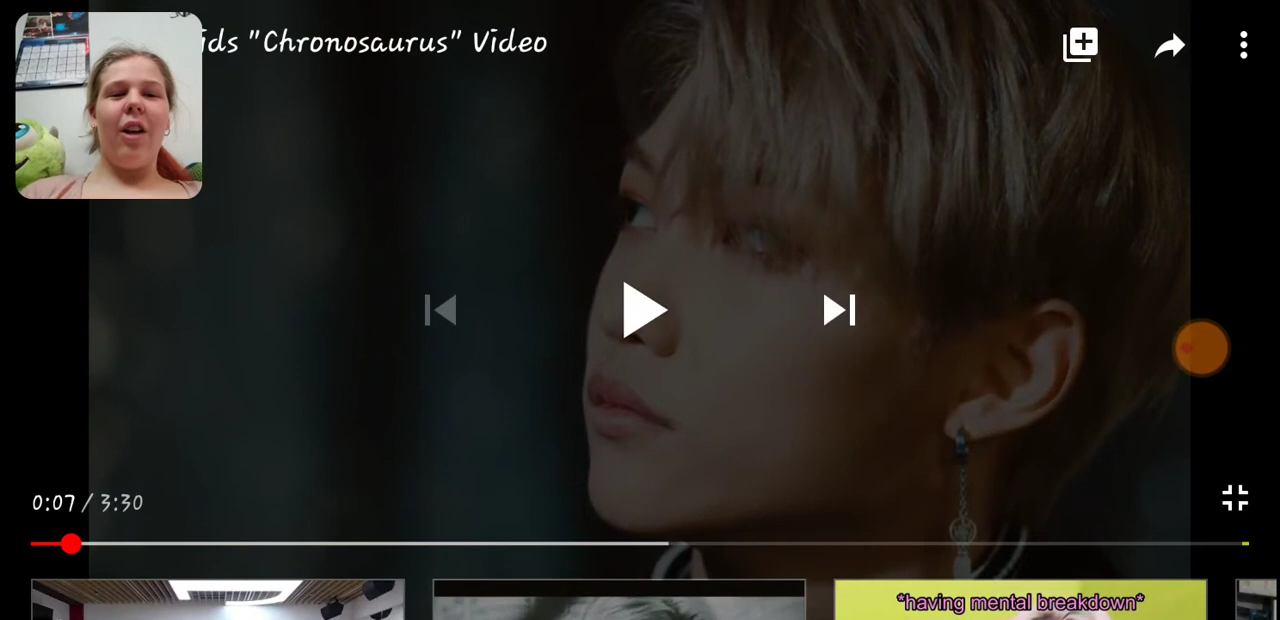 ids "Chronosaurus" Video
0:07 / 3:30
*having mental breakdown*